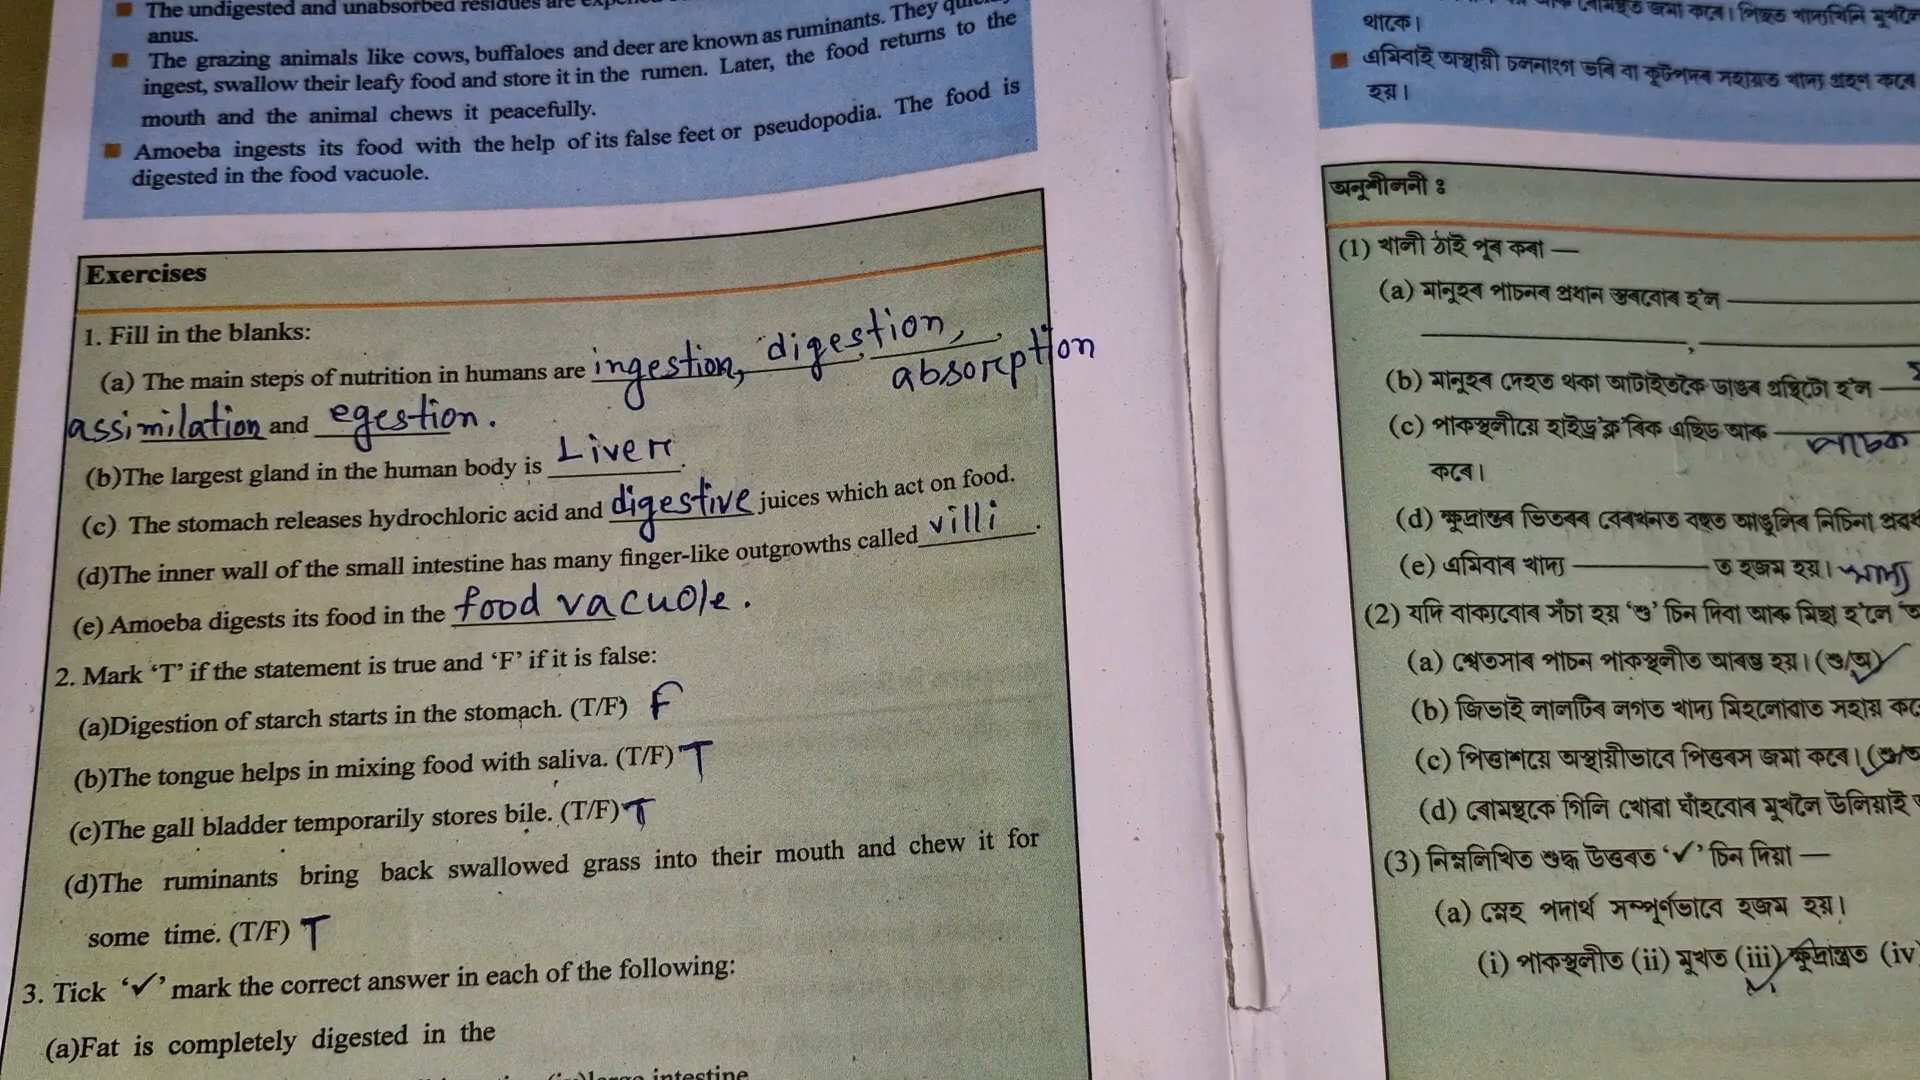 The undigested and unabsorbed residues are
anus.
The grazing animals like cows, buffaloes and deer are known as ruminants. They
ingest, swallow their leafy food and store it in the rumen. Later, the food returns to the
mouth and the animal chews it peacefully.
Amoeba ingests its food with the help of its false feet or pseudopodia. The food is
digested in the food vacuole.
Exercises
1. Fill in the blanks:
(a) The main steps of nutrition in humans are ingestion, digestion, absorption
assimilation and egestion.
(b)The largest gland in the human body is Liver.
(c) The stomach releases hydrochloric acid and digestive juices which act on food.
(d)The inner wall of the small intestine has many finger-like outgrowths called villi.
(e) Amoeba digests its food in the food vacuole.
2. Mark ‘T’ if the statement is true and ‘F’ if it is false:
(a)Digestion of starch starts in the stomach. (T/F) F
(b)The tongue helps in mixing food with saliva. (T/F) T
(c)The gall bladder temporarily stores bile. (T/F) T
(d)The ruminants bring back swallowed grass into their mouth and chew it for
some time. (T/F) T
3. Tick ‘✓’ mark the correct answer in each of the following:
(a)Fat is completely digested in the
intestine
জমা কৰে।
থাকে।
এমিবাই অস্থায়ী চলনাংগ ভৰি বা কূটপদৰ সহায়ত খাদ্য গ্ৰহণ কৰে
হয়।
অনুশীলনী ঃ
(1) খালী ঠাই পূৰ কৰা —
(a) মানুহৰ পাচনৰ প্ৰধান স্তৰবোৰ হ'ল
(b) মানুহৰ দেহত থকা আটাইতকৈ ডাঙৰ গ্ৰন্থিটো হ'ল
(c) পাকস্থলীয়ে হাইড্ৰ'ক্ল'ৰিক এছিড আৰু পাচক
কৰে।
(d) ক্ষুদ্ৰান্ত্ৰৰ ভিতৰৰ বেৰখনত বহুত আঙুলিৰ নিচিনা
(e) এমিবাৰ খাদ্য ত হজম হয়। খাদ্য
(2) যদি বাক্যবোৰ সঁচা হয় ‘শু’ চিন দিবা আৰু মিছা হ'লে
(a) শ্বেতসাৰ পাচন পাকস্থলীত আৰম্ভ হয়। (শু/অ) ✓
(b) জিভাই লালটিৰ লগত খাদ্য মিহলোৱাত সহায়
(c) পিত্তাশয়ে অস্থায়ীভাৱে পিত্তৰস জমা কৰে।
(d) ৰোমন্থকে গিলি থোৱা ঘাঁহবোৰ মুখলৈ উলিয়াই
(3) নিম্নলিখিত শুদ্ধ উত্তৰত ‘✓’ চিন দিয়া —
(a) স্নেহ পদাৰ্থ সম্পূৰ্ণভাৱে হজম হয়।
(i) পাকস্থলীত (ii) মুখত (iii) ক্ষুদ্ৰান্ত্ৰত (iv)